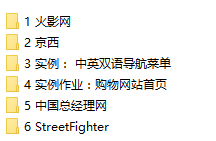 1 火影网
2 京西
3 实例： 中英双语导航菜单
4 实例作业：购物网站首页
5 中国总经理网
6 StreetFighter